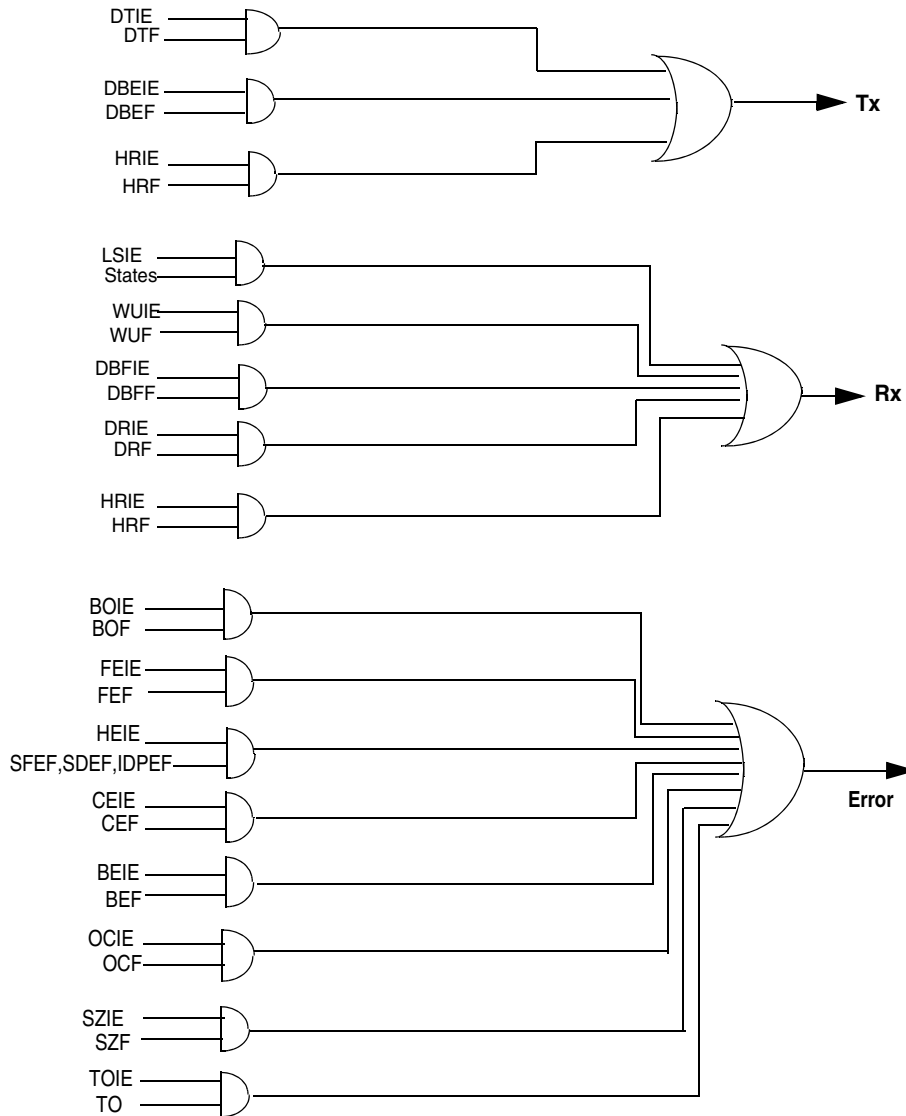 DTIE
DTF
DBEIE
DBEF
Tx
HRIE
HRF
LSIE
States
WUIE
WUF
DBFIE
DBFF
Rx
DRIE
DRF
HRIE
HRF
BOIE
BOF
FEIE
FEF
HEIE
SFEF,SDEF,IDPEF
Error
CEIE
CEF
BEIE
BEF
OCIE
OCF
SZIE
SZF
TOIE
TO